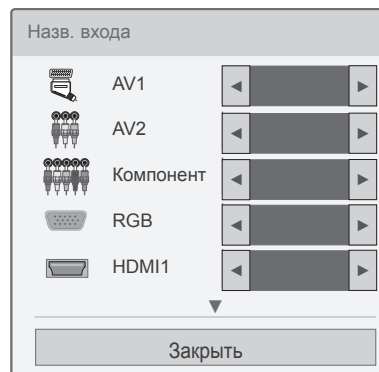 Назв. входа
AV1
AV2
Компонент
RGB
HDMI1
Закрыть